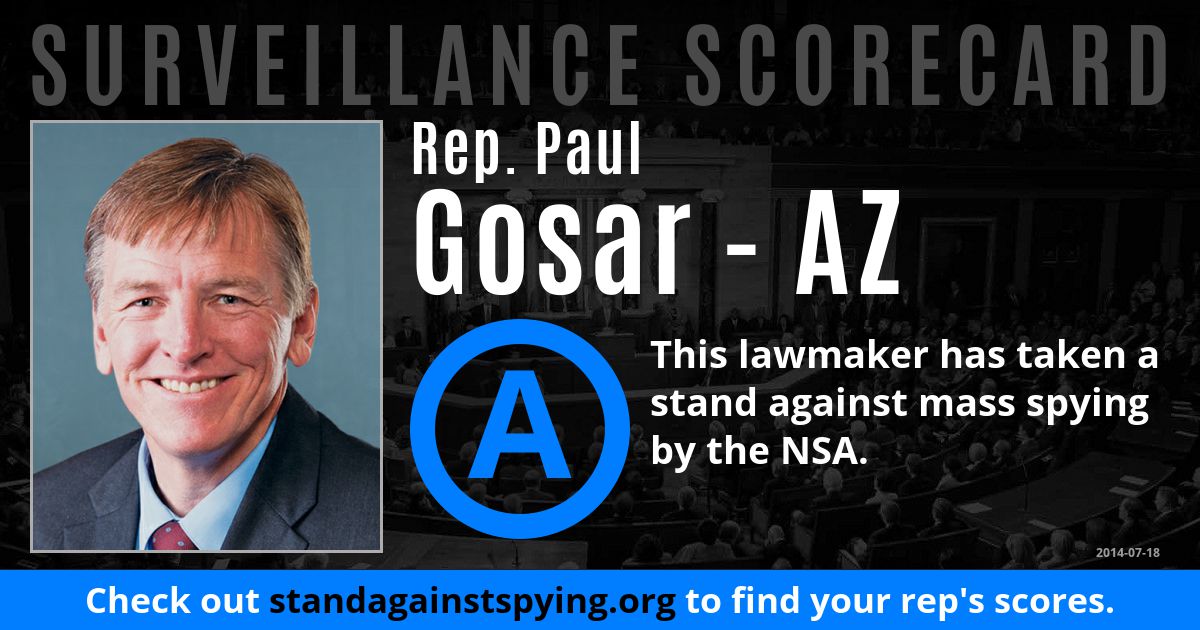 SURVEILLANCE SCORECARD
Rep. Paul
Gosar - AZ
A
This lawmaker has taken a
stand against mass spying
by the NSA.
2014-07-18
Check out standagainstspying.org to find your rep's scores.